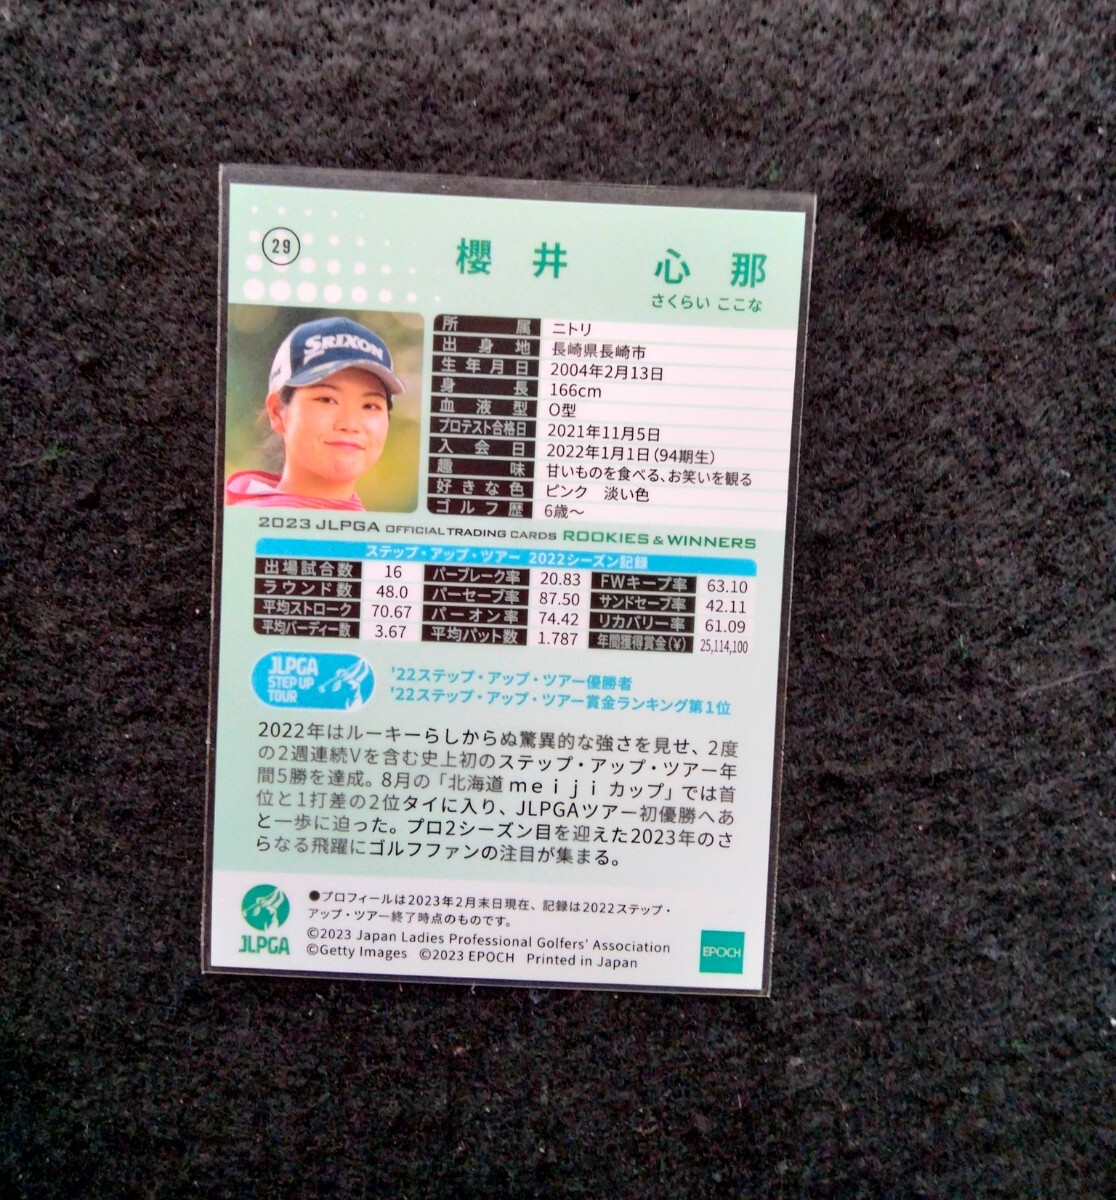 29
櫻井 心那
さくらい ここな
SRIXON
所属 ニトリ
出身地 長崎県長崎市
生年月日 2004年2月13日
身長 166cm
血液型 O型
プロテスト合格日 2021年11月5日
入会日 2022年1月1日(94期生)
趣味 甘いものを食べる、お笑いを観る
好きな色 ピンク 淡い色
ゴルフ歴 6歳〜
2023 JLPGA OFFICIAL TRADING CARDS ROOKIES & WINNERS
ステップ・アップ・ツアー 2022シーズン記録
出場試合数 16 パーブレーク率 20.83 FWキープ率 63.10
ラウンド数 48.0 パーセーブ率 87.50 サンドセーブ率 42.11
平均ストローク 70.67 パーオン率 74.42 リカバリー率 61.09
平均バーディー数 3.67 平均パット数 1.787 年間獲得賞金(¥) 25,114,100
JLPGA
STEP UP
TOUR
'22ステップ・アップ・ツアー優勝者
'22ステップ・アップ・ツアー賞金ランキング第1位
2022年はルーキーらしからぬ驚異的な強さを見せ、2度
の2週連続Vを含む史上初のステップ・アップ・ツアー年
間5勝を達成。8月の「北海道meijiカップ」では首
位と1打差の2位タイに入り、JLPGAツアー初優勝へあ
と一歩に迫った。プロ2シーズン目を迎えた2023年のさ
らなる飛躍にゴルフファンの注目が集まる。
JLPGA
●プロフィールは2023年2月末日現在、記録は2022ステップ・
アップ・ツアー終了時点のものです。
©2023 Japan Ladies Professional Golfers' Association
©Getty Images ©2023 EPOCH Printed in Japan
EPOCH